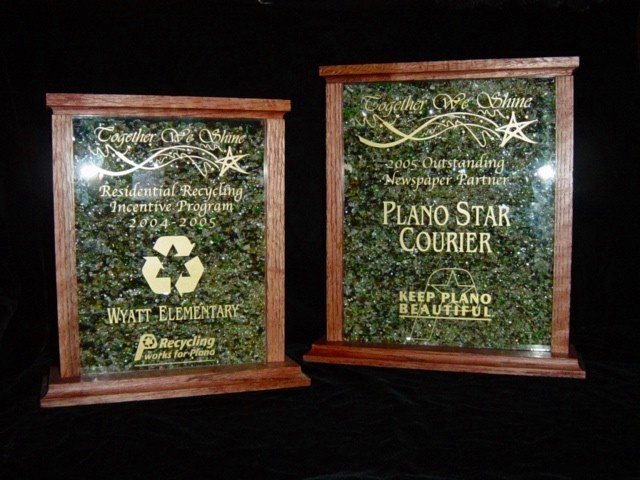 Together We Shine
Residential Recycling
Incentive Program
2004-2005
WYATT ELEMENTARY
Recycling
works for Plano
Together We Shine
2005 Outstanding
Newspaper Partner
PLANO STAR
COURIER
KEEP PLANO
BEAUTIFUL